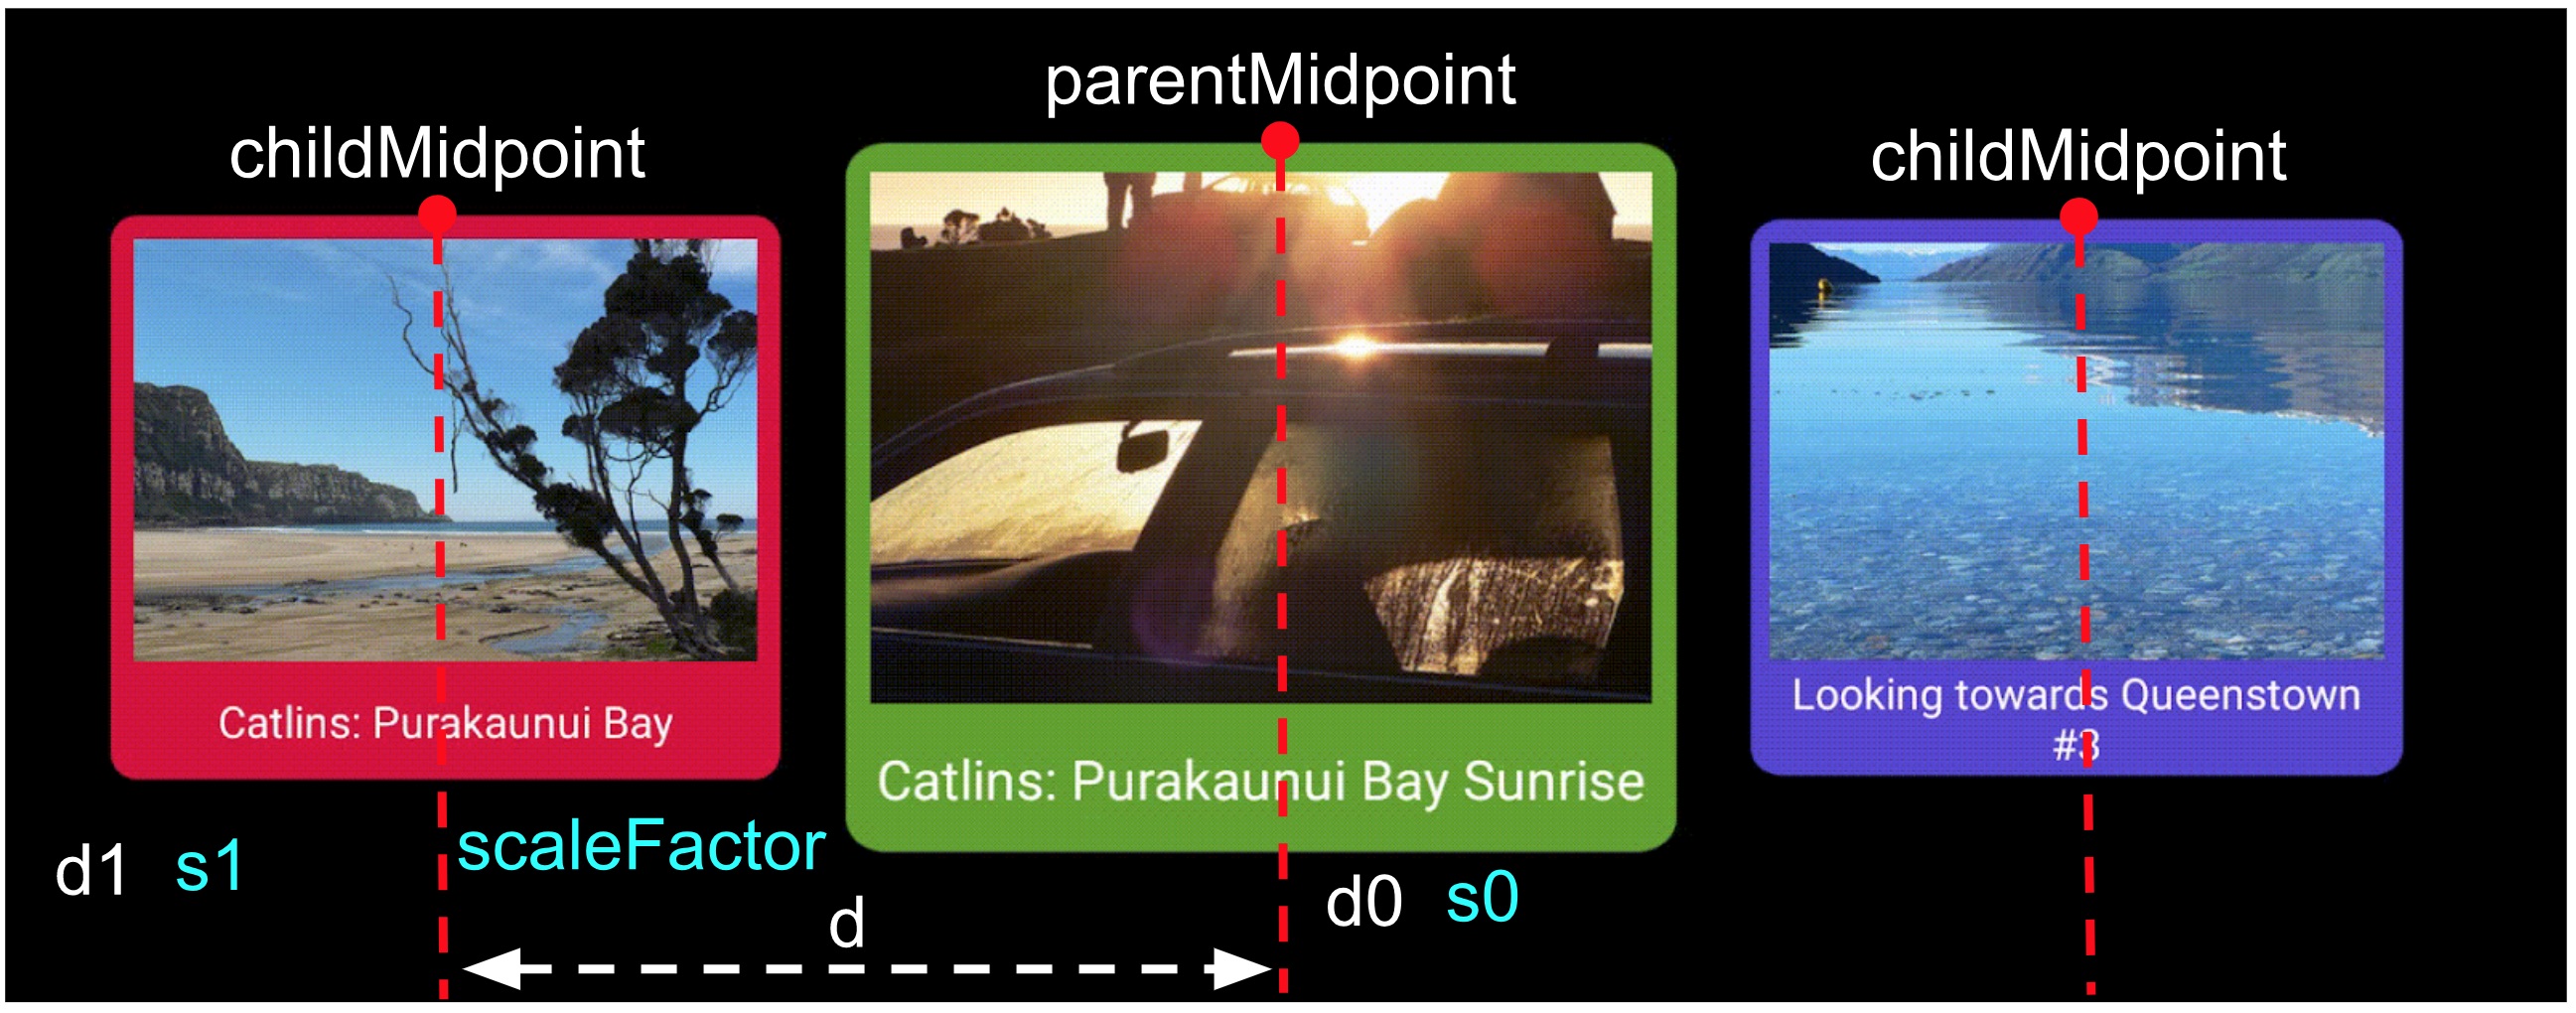 parentMidpoint
childMidpoint
childMidpoint
Catlins: Purakaunui Bay
Catlins: Purakaunui Bay Sunrise
Looking towards Queenstown
#3
d1 s1
scaleFactor
d
d0 s0